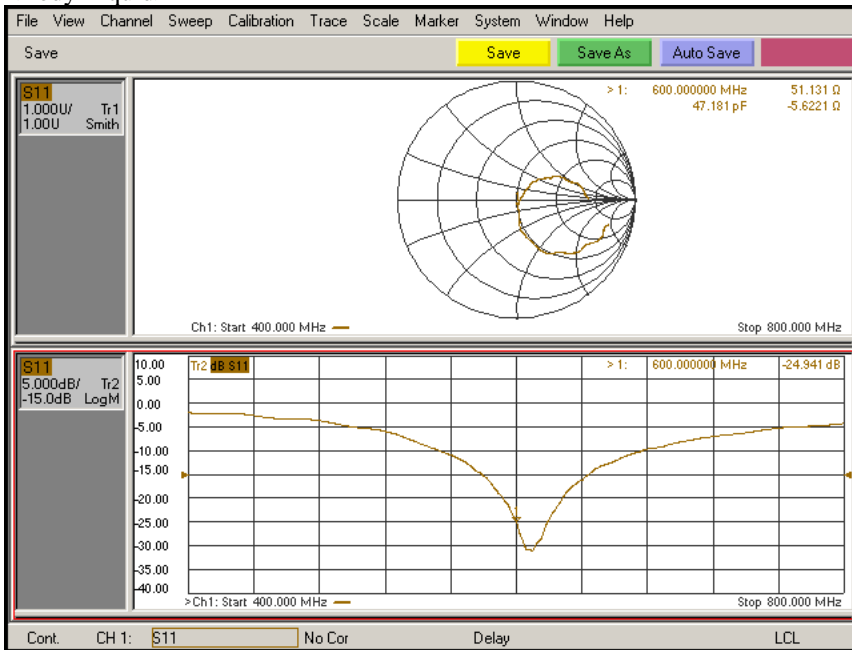 File View Channel Sweep Calibration Trace Scale Marker System Window Help
Save Save Save As Auto Save
S11
1.000U/ Tr1
1.00U Smith
> 1: 600.000000 MHz 51.131 Ω
47.181 pF -5.6221 Ω
Ch1: Start 400.000 MHz
Stop 800.000 MHz
S11
5.000dB/ Tr2
-15.0dB LogM
10.00
5.00
0.00
-5.00
-10.00
-15.00
-20.00
-25.00
-30.00
-35.00
-40.00
Tr2 dB S11
> 1: 600.000000 MHz -24.941 dB
>Ch1: Start 400.000 MHz
Stop 800.000 MHz
Cont. CH 1: S11 No Cor Delay LCL